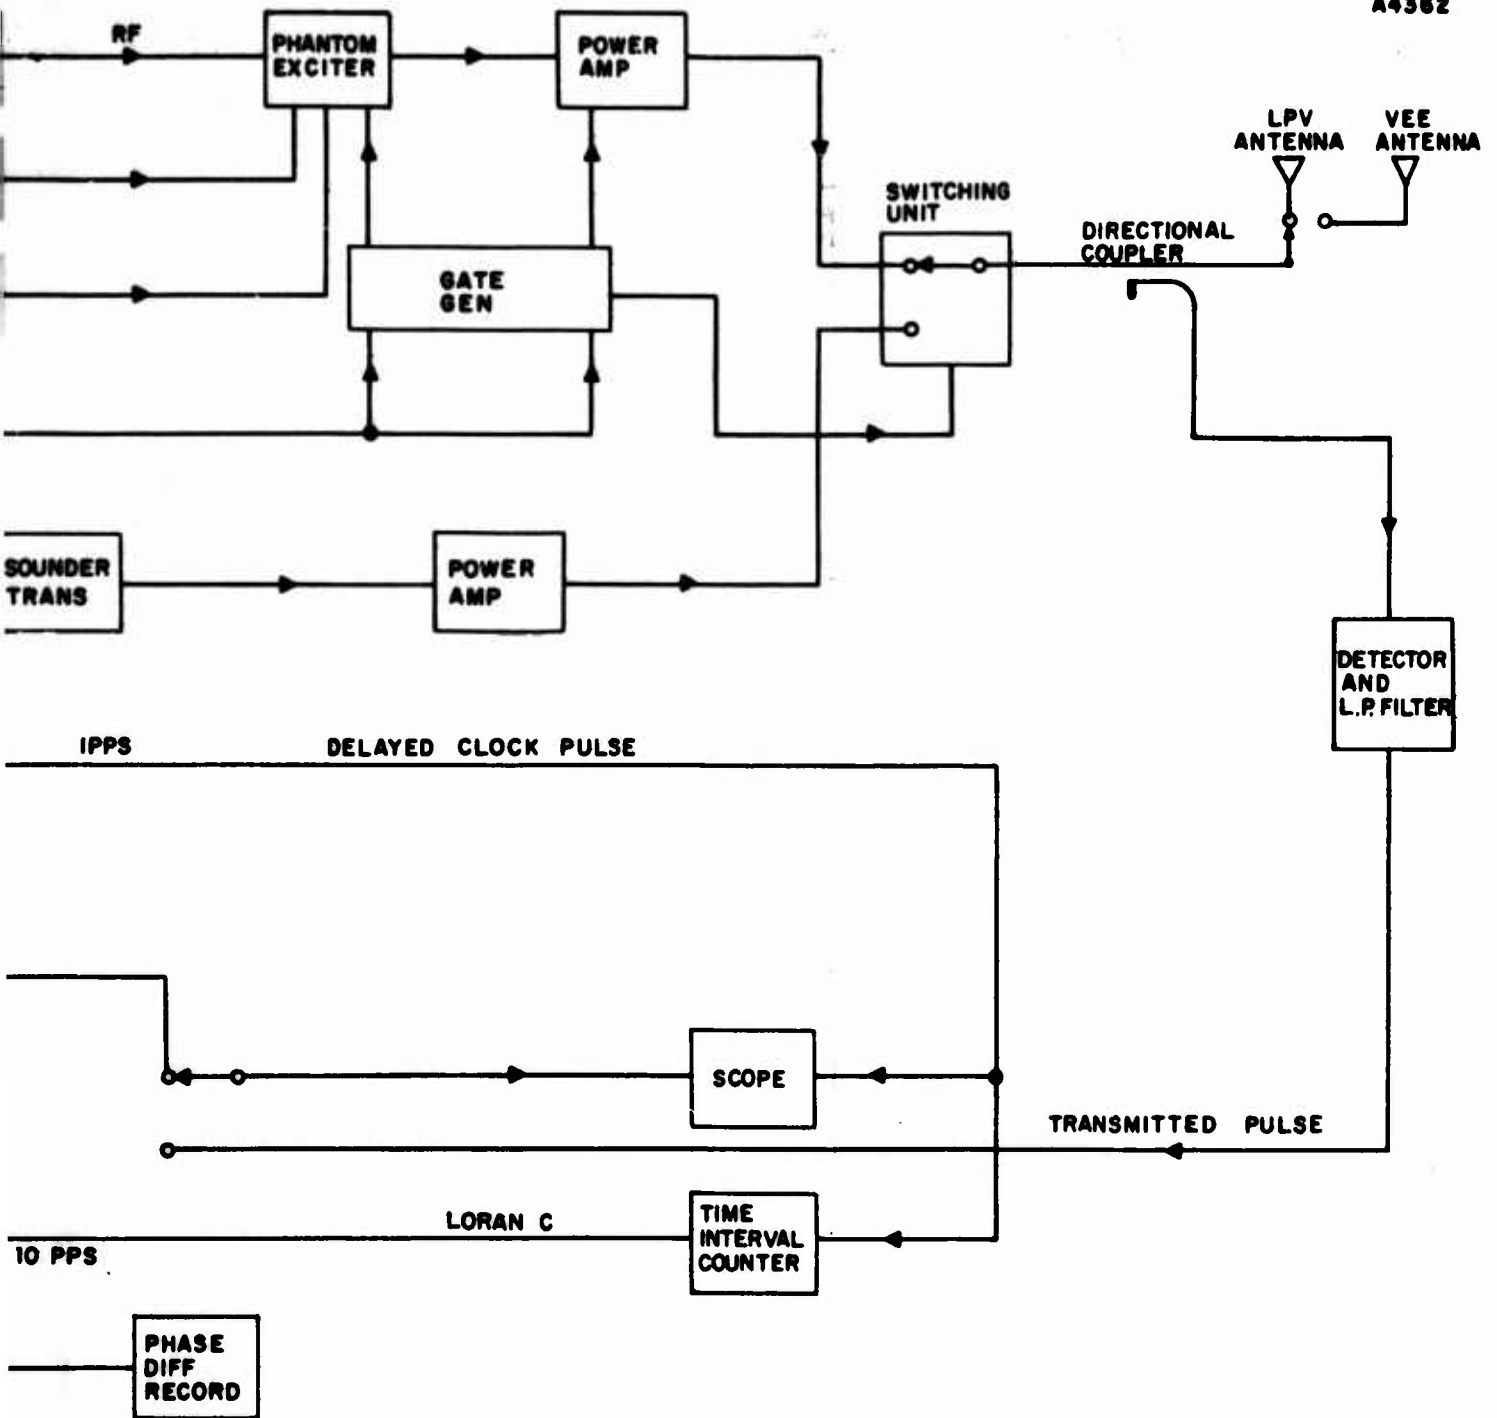 A4362
RF
PHANTOM
EXCITER
POWER
AMP
LPV
ANTENNA
VEE
ANTENNA
SWITCHING
UNIT
DIRECTIONAL
COUPLER
GATE
GEN
SOUNDER
TRANS
POWER
AMP
DETECTOR
AND
L.P. FILTER
1PPS
DELAYED CLOCK PULSE
SCOPE
TRANSMITTED PULSE
LORAN C
10 PPS
TIME
INTERVAL
COUNTER
PHASE
DIFF
RECORD